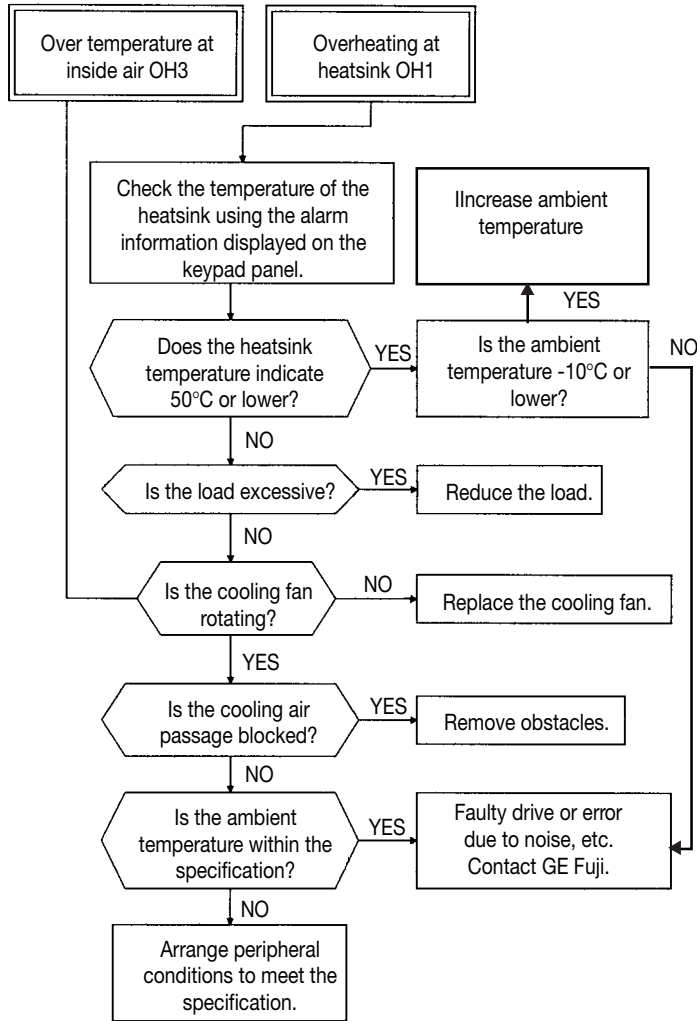 Over temperature at
inside air OH3
Overheating at
heatsink OH1
Check the temperature of the
heatsink using the alarm
information displayed on the
keypad panel.
IIncrease ambient
temperature
YES
Does the heatsink
temperature indicate
50°C or lower?
YES
Is the ambient
temperature -10°C or
lower?
NO
NO
Is the load excessive?
YES
Reduce the load.
NO
Is the cooling fan
rotating?
NO
Replace the cooling fan.
YES
Is the cooling air
passage blocked?
YES
Remove obstacles.
NO
Is the ambient
temperature within the
specification?
YES
Faulty drive or error
due to noise, etc.
Contact GE Fuji.
NO
Arrange peripheral
conditions to meet the
specification.